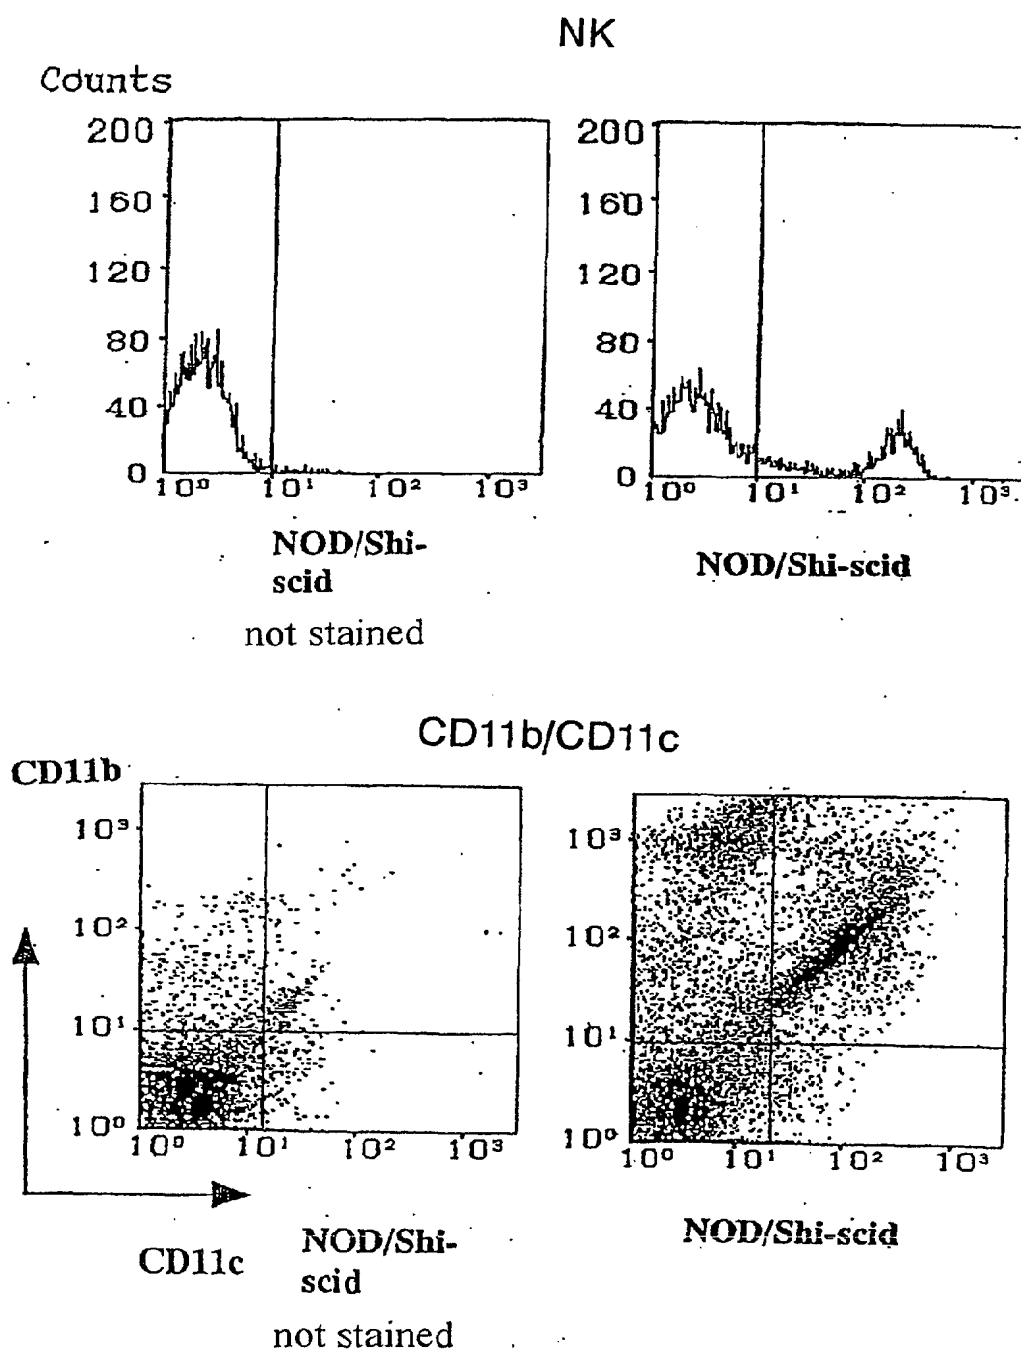 NK
Counts
200
160
120
80
40
0
10⁰ 10¹ 10² 10³
NOD/Shi-
scid
not stained
200
160
120
80
40
0
10⁰ 10¹ 10² 10³
NOD/Shi-scid
CD11b/CD11c
CD11b
10³
10²
10¹
10⁰
10⁰ 10¹ 10² 10³
CD11c
NOD/Shi-
scid
not stained
10³
10²
10¹
10⁰
10⁰ 10¹ 10² 10³
NOD/Shi-scid